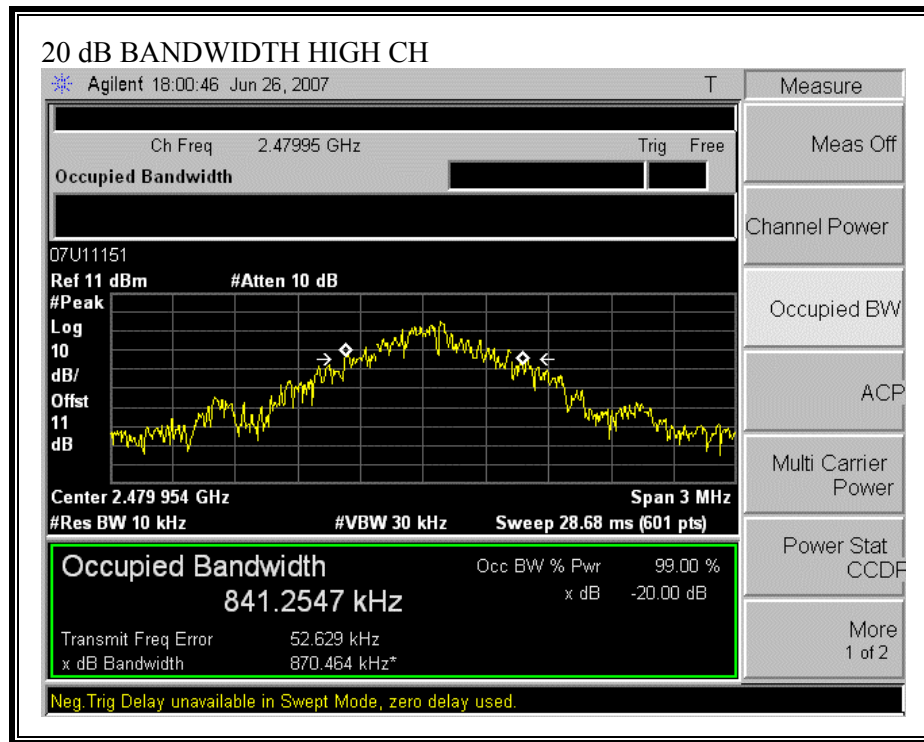 20 dB BANDWIDTH HIGH CH
Agilent 18:00:46 Jun 26, 2007 T
Measure
Ch Freq 2.47995 GHz Trig Free
Occupied Bandwidth
Meas Off
Channel Power
Occupied BW
ACP
Multi Carrier
Power
Power Stat
CCDF
More
1 of 2
07U11151
Ref 11 dBm #Atten 10 dB
#Peak
Log
10
dB/
Offst
11
dB
Center 2.479 954 GHz Span 3 MHz
#Res BW 10 kHz #VBW 30 kHz Sweep 28.68 ms (601 pts)
Occupied Bandwidth Occ BW % Pwr 99.00 %
841.2547 kHz x dB -20.00 dB
Transmit Freq Error 52.629 kHz
x dB Bandwidth 870.464 kHz*
Neg.Trig Delay unavailable in Swept Mode, zero delay used.